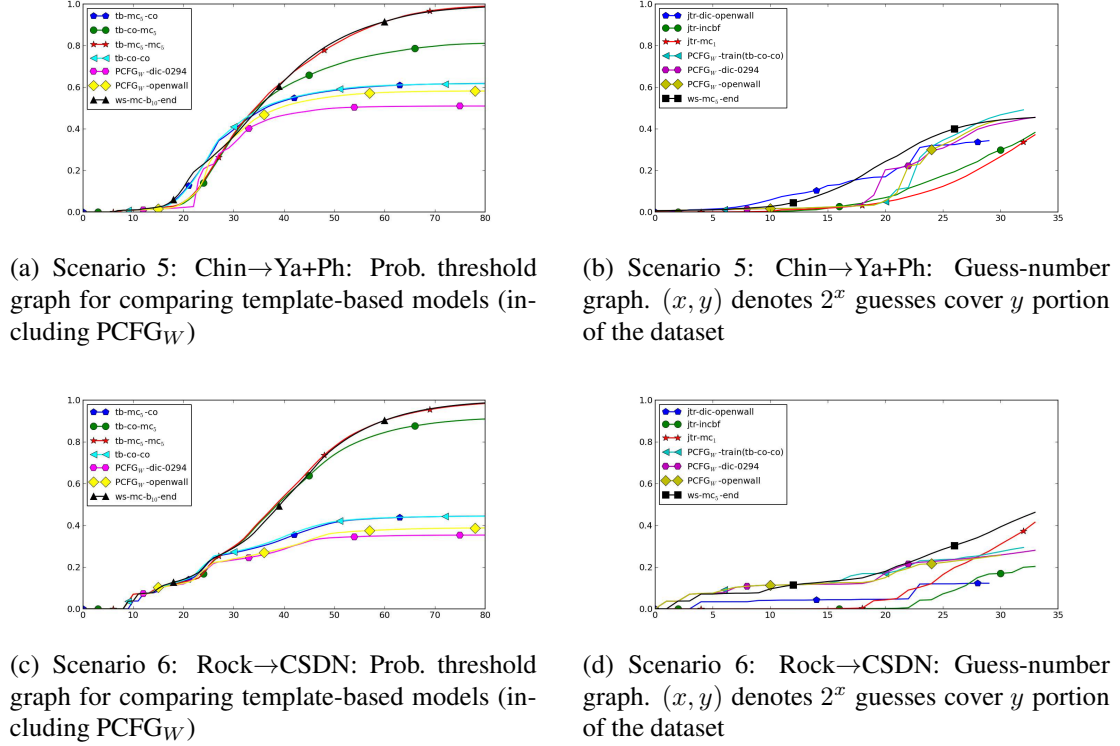 1.0
0.8
0.6
0.4
0.2
0.0
0 10 20 30 40 50 60 70 80
tb-mc5-co
tb-co-mc5
tb-mc5-mc5
tb-co-co
PCFGW-dic-0294
PCFGW-openwall
ws-mc-b10-end
1.0
0.8
0.6
0.4
0.2
0.0
0 5 10 15 20 25 30 35
jtr-dic-openwall
jtr-incbf
jtr-mc1
PCFGW-train(tb-co-co)
PCFGW-dic-0294
PCFGW-openwall
ws-mc5-end
(a) Scenario 5: Chin→Ya+Ph: Prob. threshold
graph for comparing template-based models (in-
cluding PCFGW)
(b) Scenario 5: Chin→Ya+Ph: Guess-number
graph. (x, y) denotes 2^x guesses cover y portion
of the dataset
1.0
0.8
0.6
0.4
0.2
0.0
0 10 20 30 40 50 60 70 80
tb-mc5-co
tb-co-mc5
tb-mc5-mc5
tb-co-co
PCFGW-dic-0294
PCFGW-openwall
ws-mc-b10-end
1.0
0.8
0.6
0.4
0.2
0.0
0 5 10 15 20 25 30 35
jtr-dic-openwall
jtr-incbf
jtr-mc1
PCFGW-train(tb-co-co)
PCFGW-dic-0294
PCFGW-openwall
ws-mc5-end
(c) Scenario 6: Rock→CSDN: Prob. threshold
graph for comparing template-based models (in-
cluding PCFGW)
(d) Scenario 6: Rock→CSDN: Guess-number
graph. (x, y) denotes 2^x guesses cover y portion
of the dataset